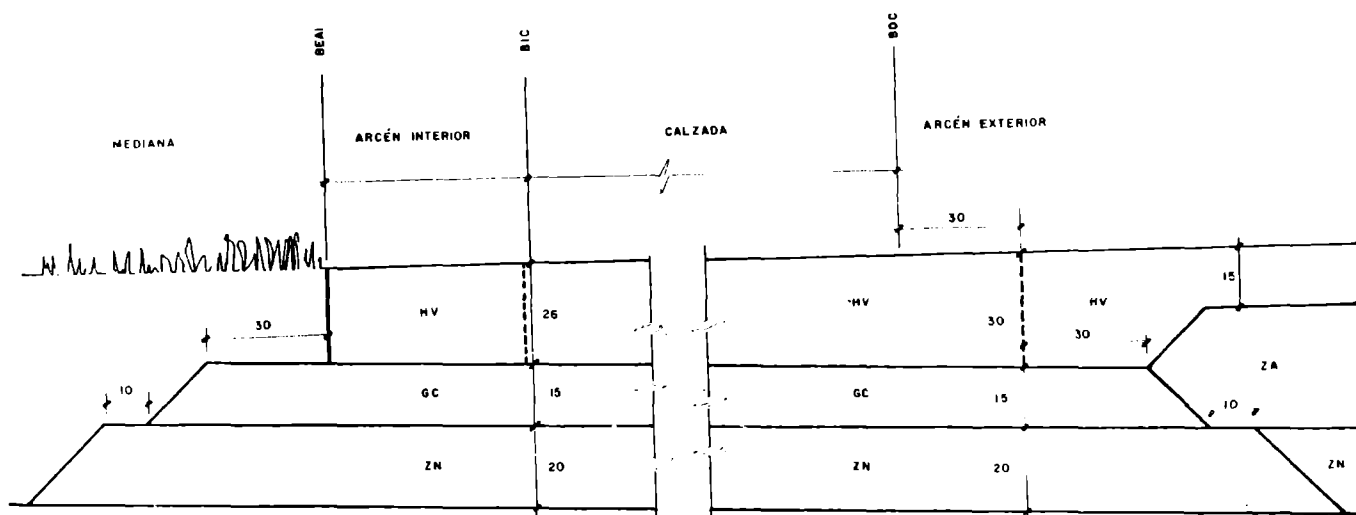 BEAI
BIC
BDC
MEDIANA
ARCÉN INTERIOR
CALZADA
ARCÉN EXTERIOR
30
15
HV
26
HV
HV
30
30
30
ZA
10
GC
15
GC
15
10
ZN
20
ZN
20
ZN